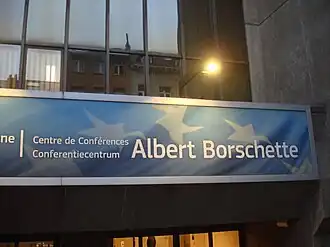 ne | Centre de Conférences
Conferentiecentrum
Albert Borschette